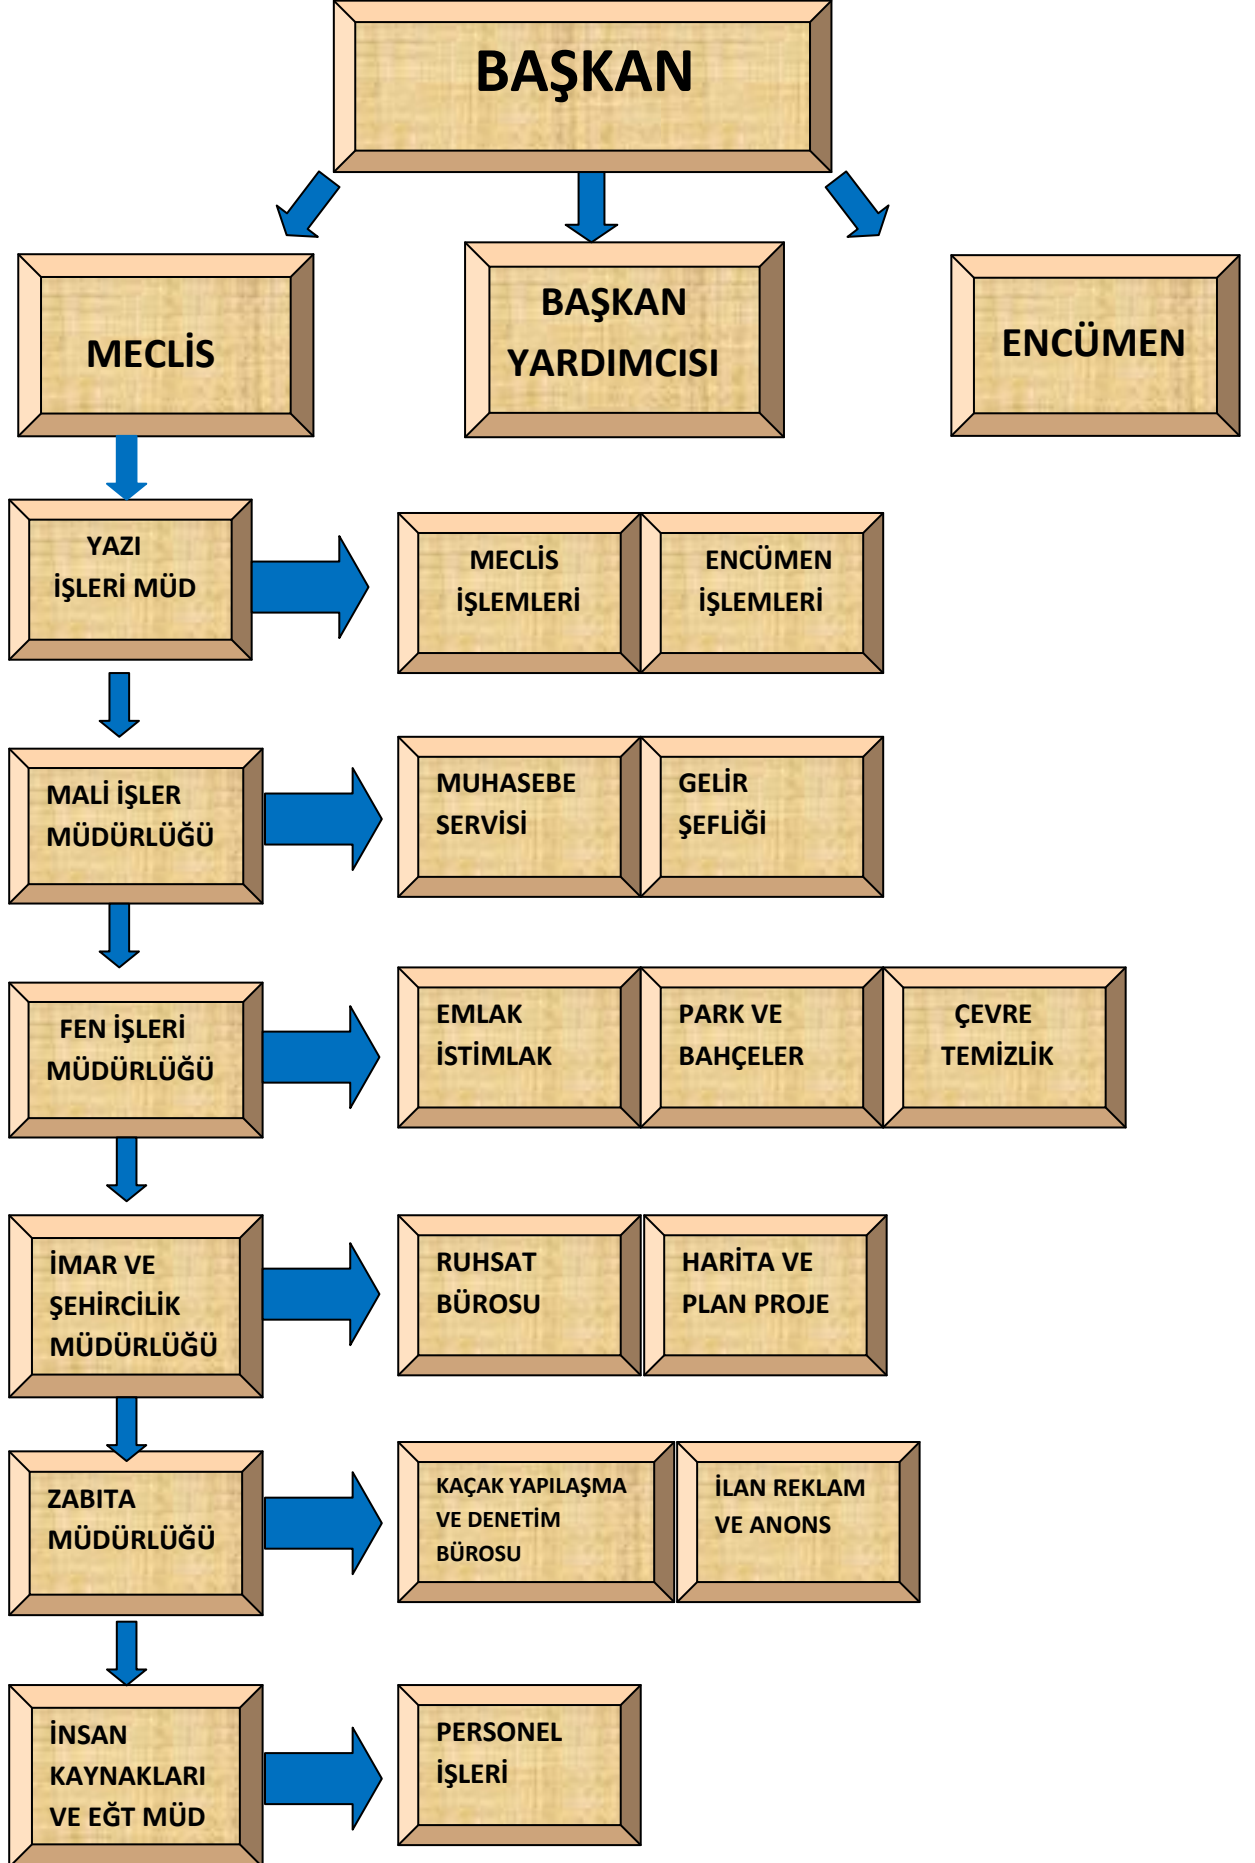 BAŞKAN
MECLİS
BAŞKAN
YARDIMCISI
ENCÜMEN
YAZI
İŞLERİ MÜD
MECLİS
İŞLEMLERİ
ENCÜMEN
İŞLEMLERİ
MALİ İŞLER
MÜDÜRLÜĞÜ
MUHASEBE
SERVİSİ
GELİR
ŞEFLİĞİ
FEN İŞLERİ
MÜDÜRLÜĞÜ
EMLAK
İSTİMLAK
PARK VE
BAHÇELER
ÇEVRE
TEMİZLİK
İMAR VE
ŞEHİRCİLİK
MÜDÜRLÜĞÜ
RUHSAT
BÜROSU
HARİTA VE
PLAN PROJE
ZABITA
MÜDÜRLÜĞÜ
KAÇAK YAPILAŞMA
VE DENETİM
BÜROSU
İLAN REKLAM
VE ANONS
İNSAN
KAYNAKLARI
VE EĞT MÜD
PERSONEL
İŞLERİ